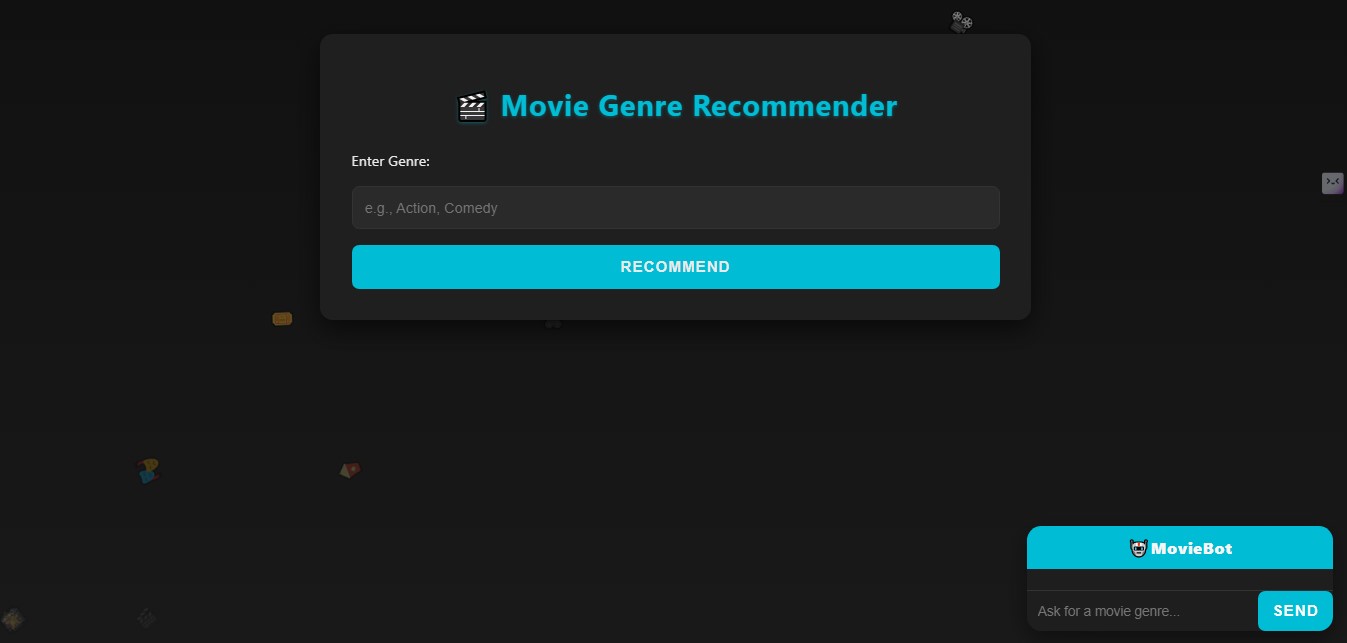 Movie Genre Recommender
Enter Genre:
e.g., Action, Comedy
RECOMMEND
MovieBot
Ask for a movie genre...
SEND